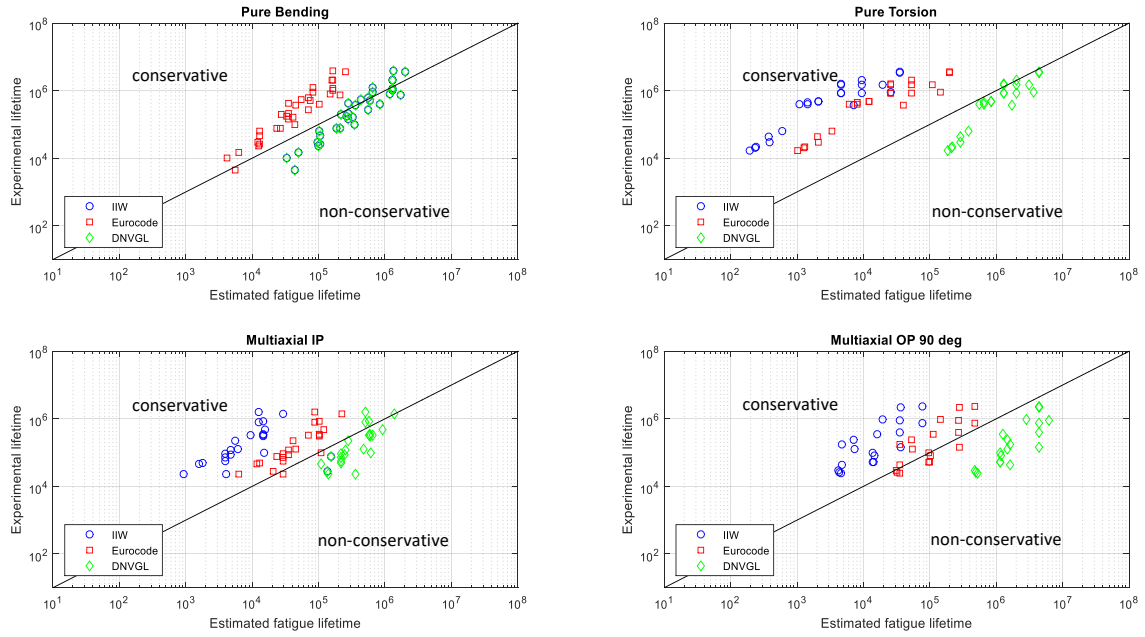 Pure Bending
10^8
10^6
10^4
10^2
Experimental lifetime
conservative
non-conservative
IIW
Eurocode
DNVGL
10^1 10^2 10^3 10^4 10^5 10^6 10^7 10^8
Estimated fatigue lifetime
Pure Torsion
10^8
10^6
10^4
10^2
Experimental lifetime
conservative
non-conservative
IIW
Eurocode
DNVGL
10^1 10^2 10^3 10^4 10^5 10^6 10^7 10^8
Estimated fatigue lifetime
Multiaxial IP
10^8
10^6
10^4
10^2
Experimental lifetime
conservative
non-conservative
IIW
Eurocode
DNVGL
10^1 10^2 10^3 10^4 10^5 10^6 10^7 10^8
Estimated fatigue lifetime
Multiaxial OP 90 deg
10^8
10^6
10^4
10^2
Experimental lifetime
conservative
non-conservative
IIW
Eurocode
DNVGL
10^1 10^2 10^3 10^4 10^5 10^6 10^7 10^8
Estimated fatigue lifetime